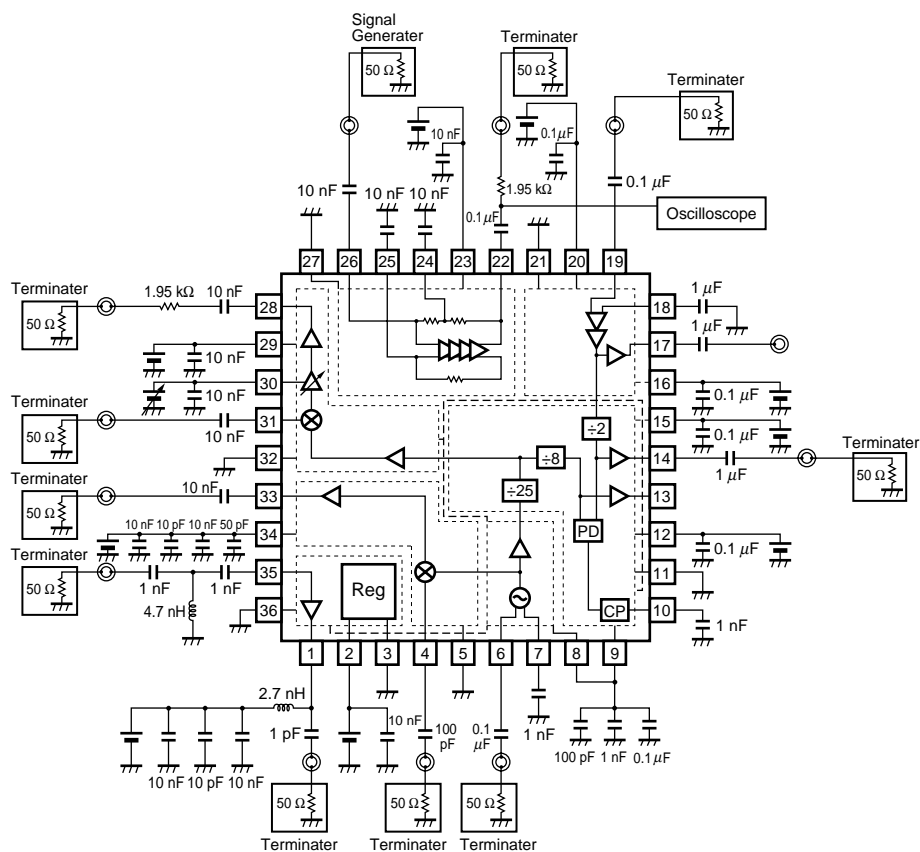 Signal
Generater
50 Ω
Terminater
50 Ω
Terminater
50 Ω
10 nF
0.1 µF
10 nF
10 nF
10 nF
1.95 kΩ
0.1 µF
0.1 µF
Oscilloscope
27
26
25
24
23
22
21
20
19
Terminater
50 Ω
1.95 kΩ
10 nF
28
18
1 µF
17
1 µF
29
10 nF
30
10 nF
16
0.1 µF
Terminater
50 Ω
31
10 nF
15
0.1 µF
÷2
32
÷8
14
1 µF
Terminater
50 Ω
Terminater
50 Ω
10 nF
33
÷25
13
10 nF
10 pF
10 nF
50 pF
34
PD
12
0.1 µF
Terminater
50 Ω
1 nF
1 nF
35
11
4.7 nH
36
Reg
CP
10
1 nF
1
2
3
4
5
6
7
8
9
2.7 nH
1 pF
10 nF
100
pF
0.1
µF
1 nF
10 nF
10 pF
10 nF
100 pF
1 nF
0.1 µF
50 Ω
Terminater
50 Ω
Terminater
50 Ω
Terminater